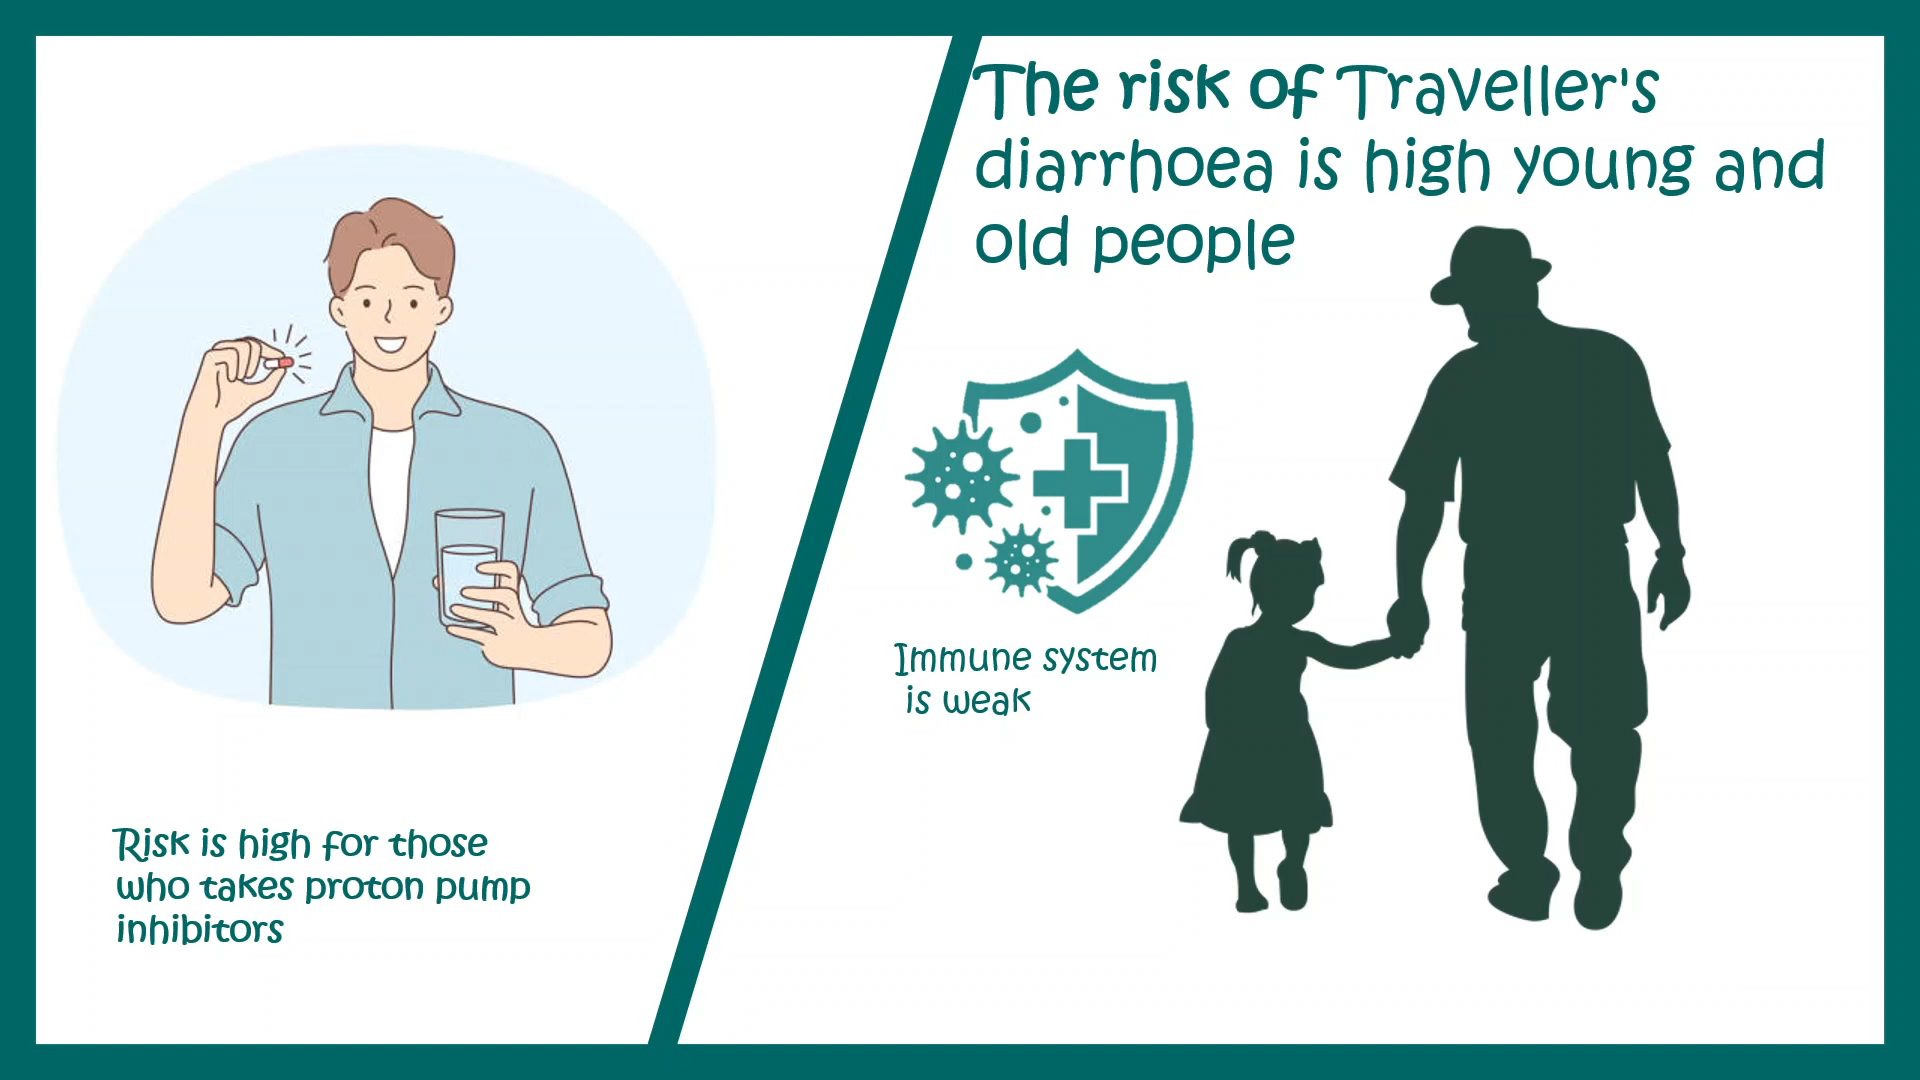 The risk of Traveller's
diarrhoea is high young and
old people
Immune system
is weak
Risk is high for those
who takes proton pump
inhibitors